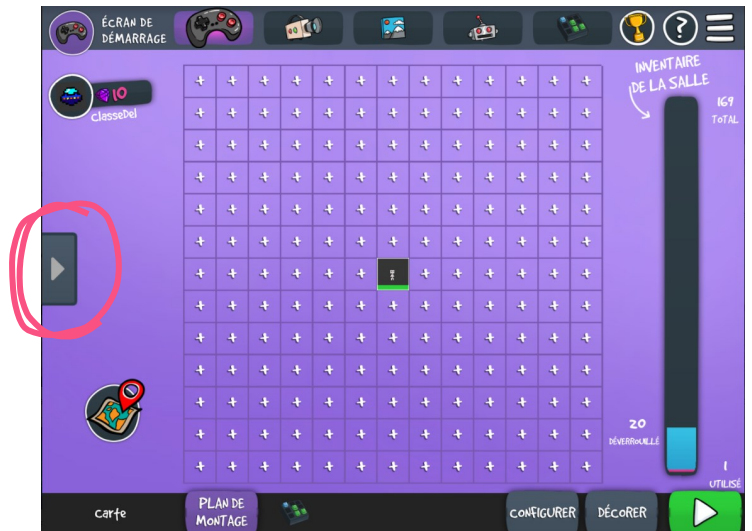 ÉCRAN DE
DÉMARRAGE
?
10
ClasseDel
INVENTAIRE
DE LA SALLE
169
TOTAL
20
DÉVERROUILLÉ
1
UTILISÉ
carte
PLAN DE
MONTAGE
CONFIGURER
DÉCORER